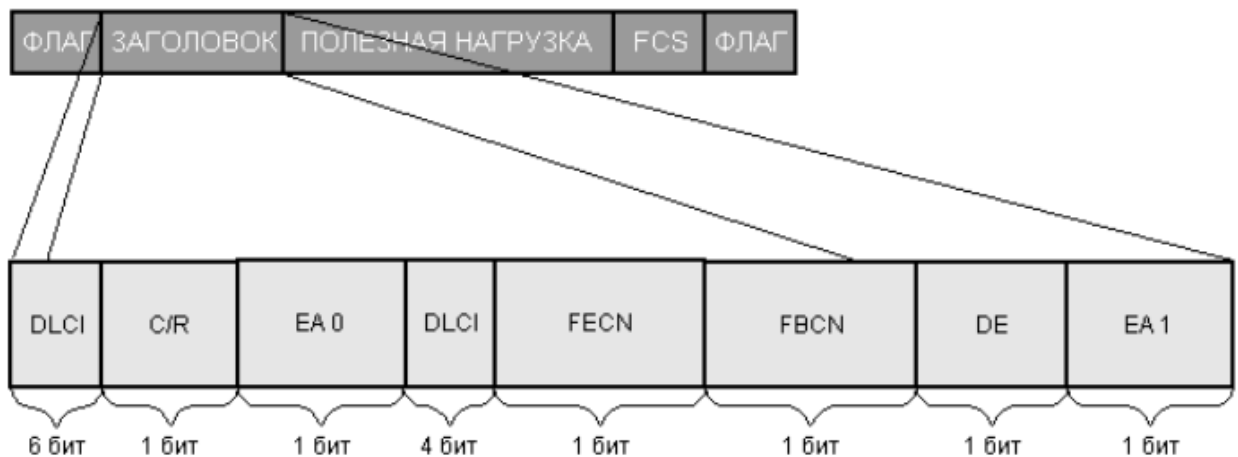 ФЛАГ ЗАГОЛОВОК ПОЛЕЗНАЯ НАГРУЗКА FCS ФЛАГ
DLCI C/R EA 0 DLCI FECN FBCN DE EA 1
6 бит 1 бит 1 бит 4 бит 1 бит 1 бит 1 бит 1 бит